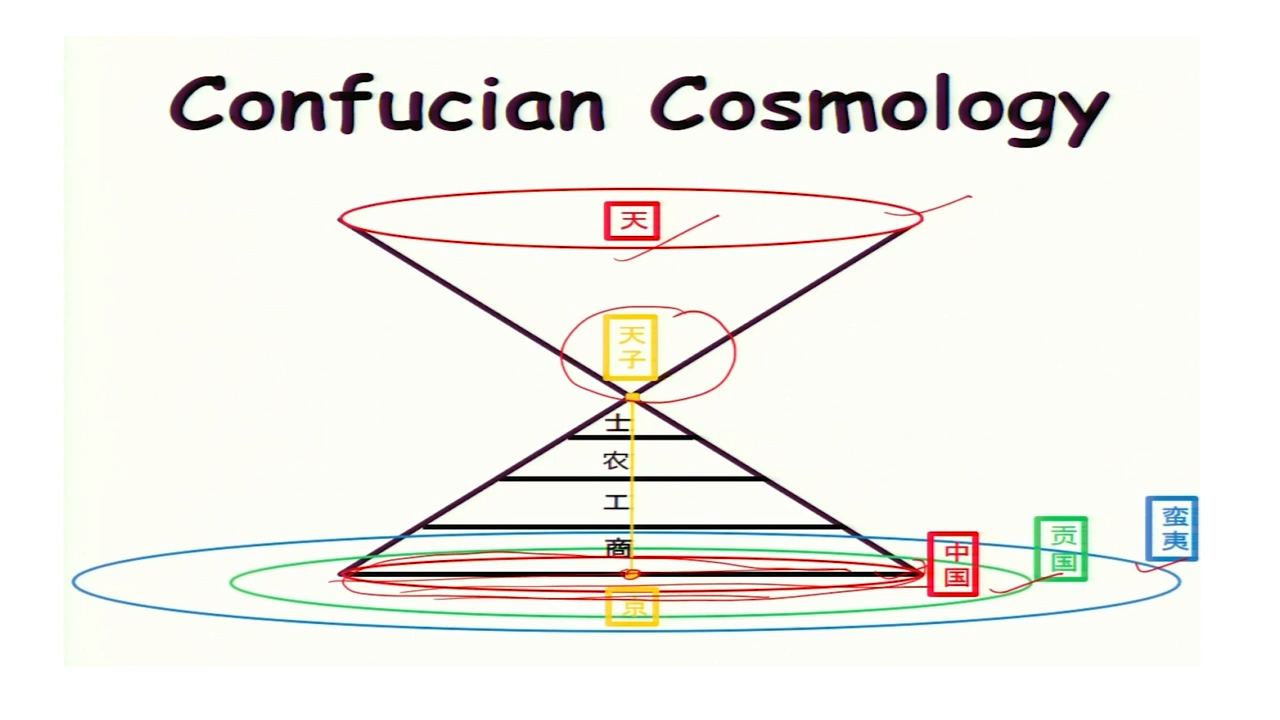 Confucian Cosmology
天
天
子
士
农
工
商
中
国
贡
国
蛮
夷
京